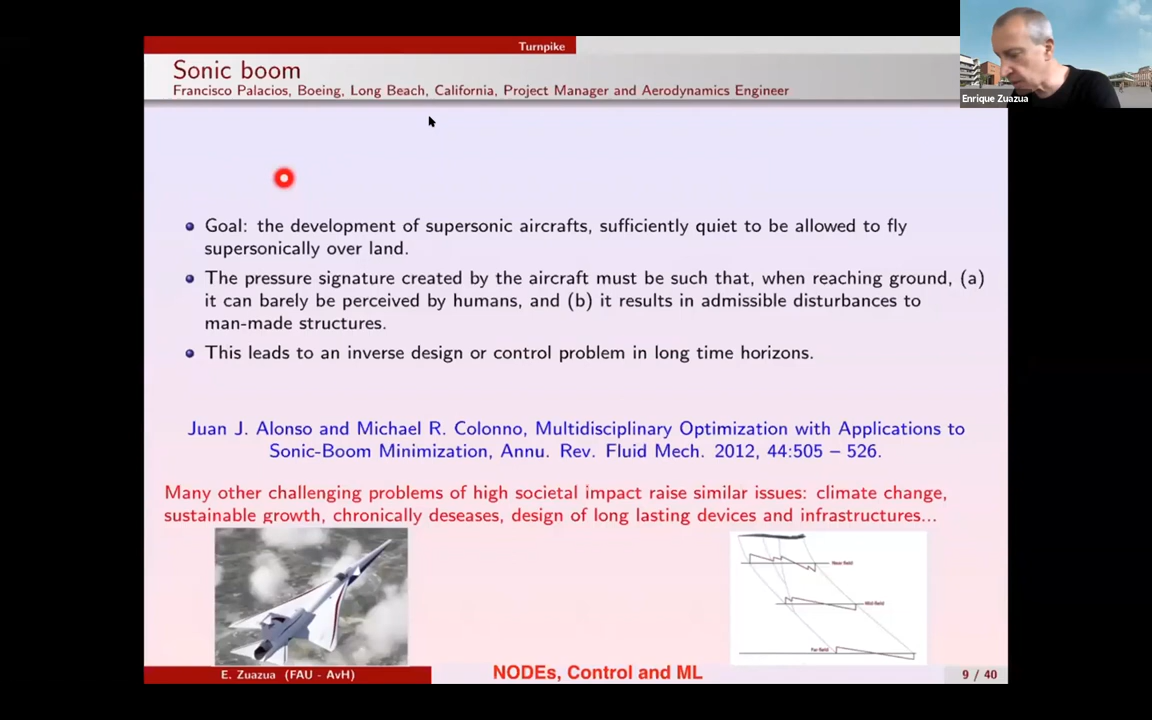 Turnpike
Sonic boom
Francisco Palacios, Boeing, Long Beach, California, Project Manager and Aerodynamics Engineer
Enrique Zuazua
Goal: the development of supersonic aircrafts, sufficiently quiet to be allowed to fly
supersonically over land.
The pressure signature created by the aircraft must be such that, when reaching ground, (a)
it can barely be perceived by humans, and (b) it results in admissible disturbances to
man-made structures.
This leads to an inverse design or control problem in long time horizons.
Juan J. Alonso and Michael R. Colonno, Multidisciplinary Optimization with Applications to
Sonic-Boom Minimization, Annu. Rev. Fluid Mech. 2012, 44:505 – 526.
Many other challenging problems of high societal impact raise similar issues: climate change,
sustainable growth, chronically deseases, design of long lasting devices and infrastructures...
Near field
Mid-field
Far field
E. Zuazua (FAU - AvH)
NODEs, Control and ML
9 / 40